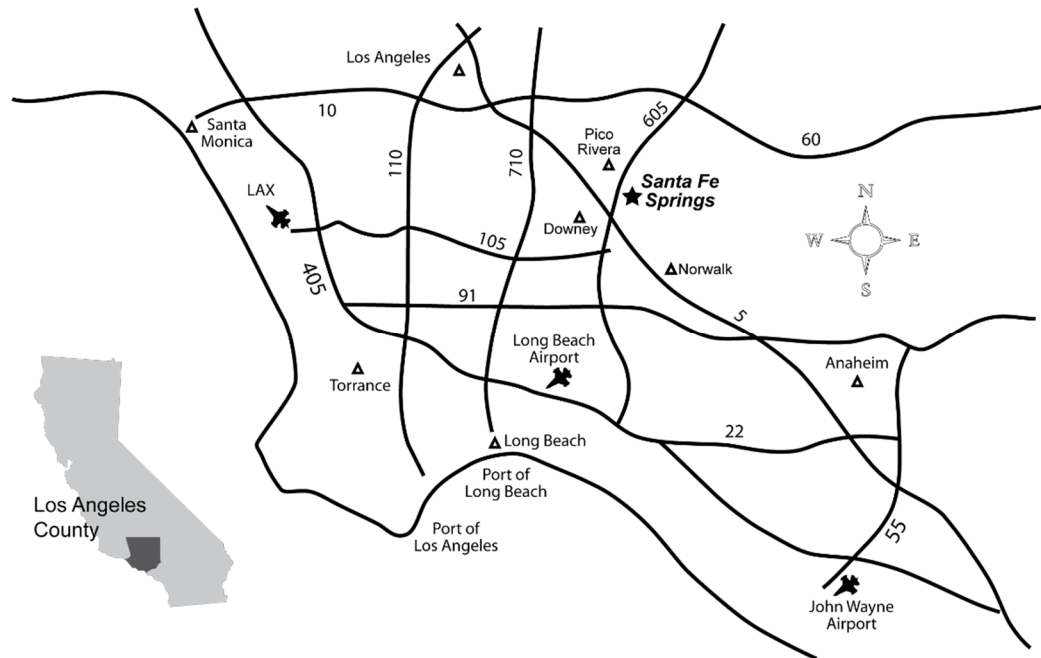 Los Angeles
10
Santa
Monica
110
710
605
60
Pico
Rivera
Santa Fe
Springs
LAX
Downey
105
N
W
E
S
405
Norwalk
91
5
Long Beach
Airport
Anaheim
Torrance
22
Long Beach
Port of
Long Beach
Los Angeles
County
Port of
Los Angeles
55
John Wayne
Airport